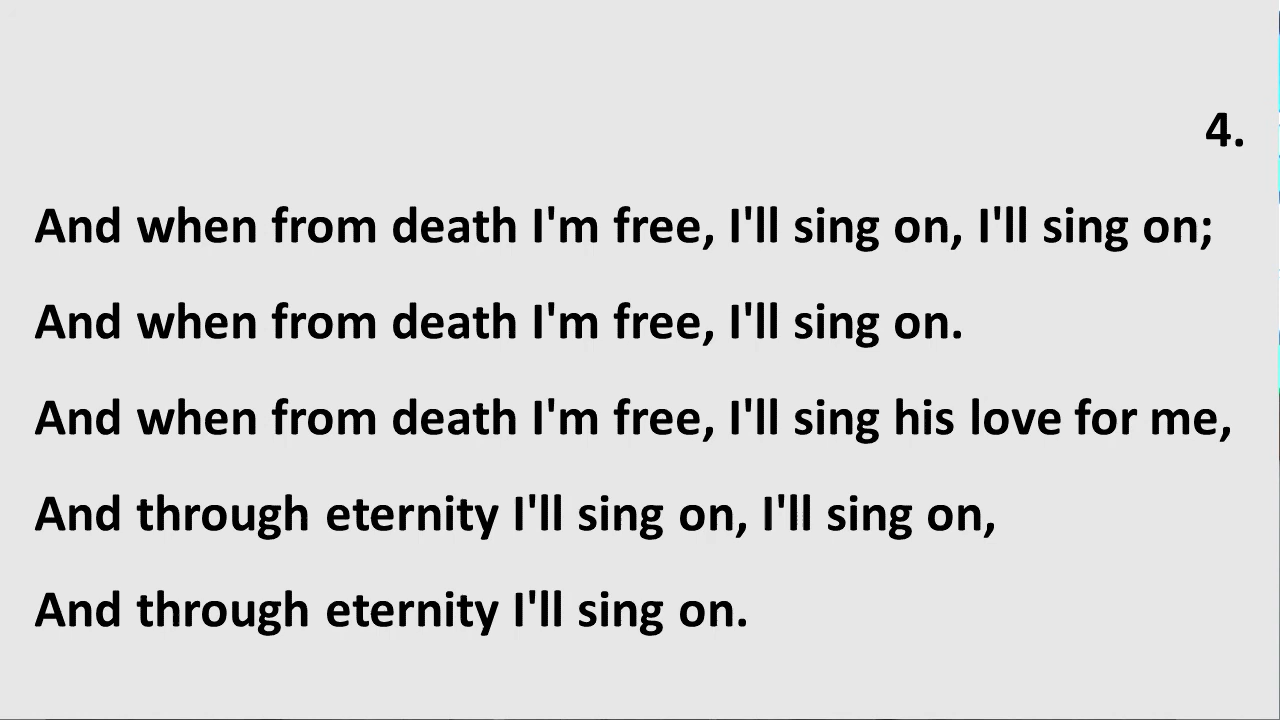 4.
And when from death I'm free, I'll sing on, I'll sing on;
And when from death I'm free, I'll sing on.
And when from death I'm free, I'll sing his love for me,
And through eternity I'll sing on, I'll sing on,
And through eternity I'll sing on.